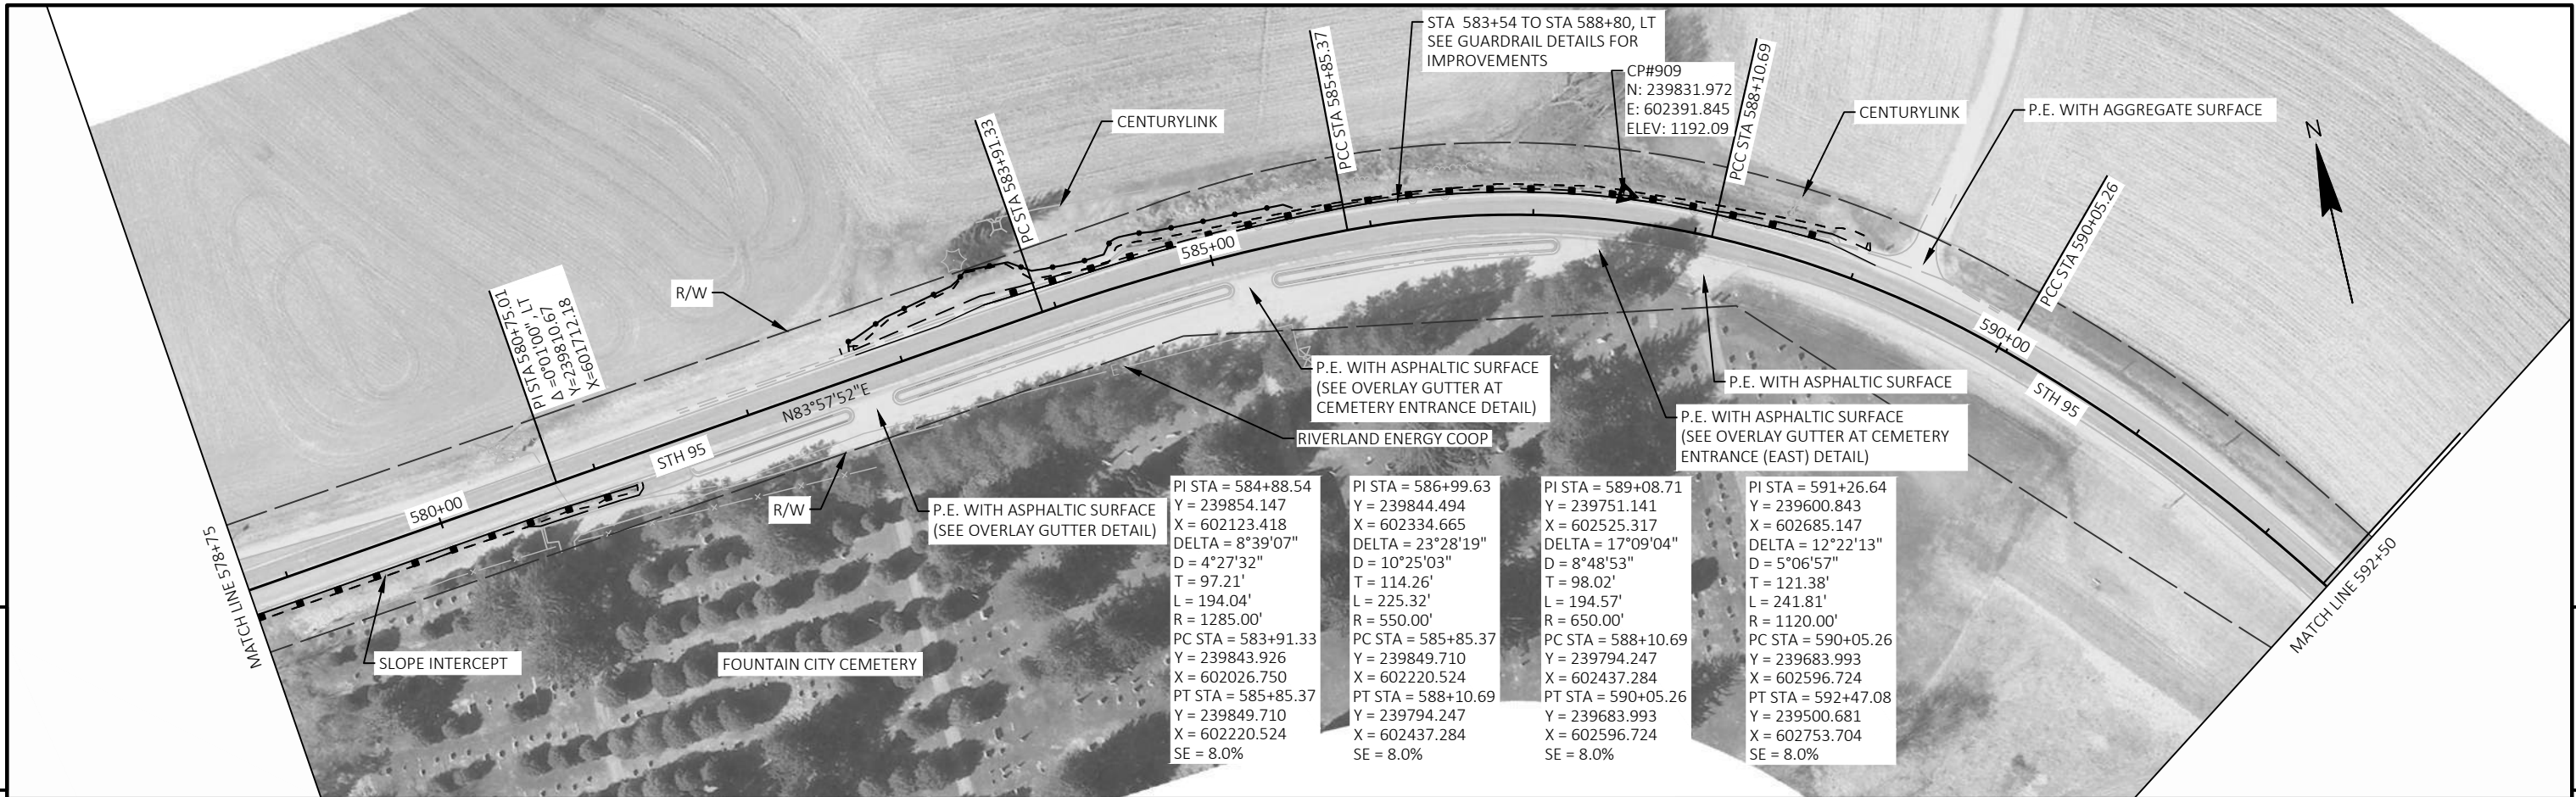 STA 583+54 TO STA 588+80, LT
SEE GUARDRAIL DETAILS FOR
IMPROVEMENTS
CP#909
N: 239831.972
E: 602391.845
ELEV: 1192.09
CENTURYLINK
CENTURYLINK
P.E. WITH AGGREGATE SURFACE
N
PC STA 583+91.33
PCC STA 585+85.37
PCC STA 588+10.69
PCC STA 590+05.26
PI STA 580+75.01
Δ=0°01'00", LT
Y=239810.67
X=601712.18
R/W
585+00
590+00
STH 95
N83°57'52"E
STH 95
580+00
P.E. WITH ASPHALTIC SURFACE
(SEE OVERLAY GUTTER AT
CEMETERY ENTRANCE DETAIL)
P.E. WITH ASPHALTIC SURFACE
P.E. WITH ASPHALTIC SURFACE
(SEE OVERLAY GUTTER AT CEMETERY
ENTRANCE (EAST) DETAIL)
RIVERLAND ENERGY COOP
R/W
P.E. WITH ASPHALTIC SURFACE
(SEE OVERLAY GUTTER DETAIL)
MATCH LINE 578+75
MATCH LINE 592+50
SLOPE INTERCEPT
FOUNTAIN CITY CEMETERY
PI STA = 584+88.54
Y = 239854.147
X = 602123.418
DELTA = 8°39'07"
D = 4°27'32"
T = 97.21'
L = 194.04'
R = 1285.00'
PC STA = 583+91.33
Y = 239843.926
X = 602026.750
PT STA = 585+85.37
Y = 239849.710
X = 602220.524
SE = 8.0%
PI STA = 586+99.63
Y = 239844.494
X = 602334.665
DELTA = 23°28'19"
D = 10°25'03"
T = 114.26'
L = 225.32'
R = 550.00'
PC STA = 585+85.37
Y = 239849.710
X = 602220.524
PT STA = 588+10.69
Y = 239794.247
X = 602437.284
SE = 8.0%
PI STA = 589+08.71
Y = 239751.141
X = 602525.317
DELTA = 17°09'04"
D = 8°48'53"
T = 98.02'
L = 194.57'
R = 650.00'
PC STA = 588+10.69
Y = 239794.247
X = 602437.284
PT STA = 590+05.26
Y = 239683.993
X = 602596.724
SE = 8.0%
PI STA = 591+26.64
Y = 239600.843
X = 602685.147
DELTA = 12°22'13"
D = 5°06'57"
T = 121.38'
L = 241.81'
R = 1120.00'
PC STA = 590+05.26
Y = 239683.993
X = 602596.724
PT STA = 592+47.08
Y = 239500.681
X = 602753.704
SE = 8.0%